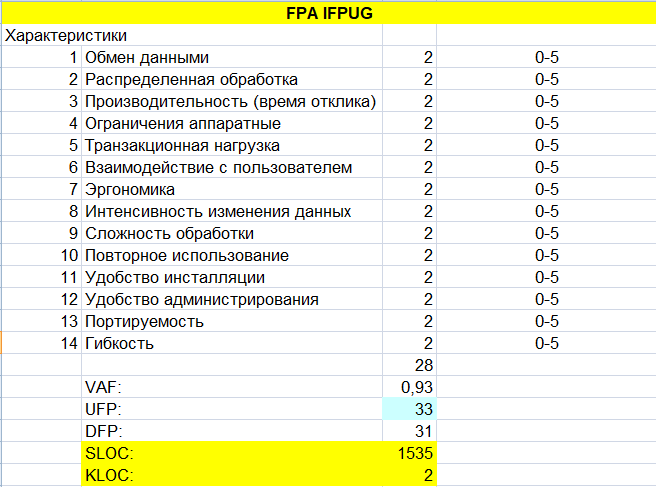 FPA IFPUG
Характеристики
1 Обмен данными 2 0-5
2 Распределенная обработка 2 0-5
3 Производительность (время отклика) 2 0-5
4 Ограничения аппаратные 2 0-5
5 Транзакционная нагрузка 2 0-5
6 Взаимодействие с пользователем 2 0-5
7 Эргономика 2 0-5
8 Интенсивность изменения данных 2 0-5
9 Сложность обработки 2 0-5
10 Повторное использование 2 0-5
11 Удобство инсталляции 2 0-5
12 Удобство администрирования 2 0-5
13 Портируемость 2 0-5
14 Гибкость 2 0-5
28
VAF: 0,93
UFP: 33
DFP: 31
SLOC: 1535
KLOC: 2